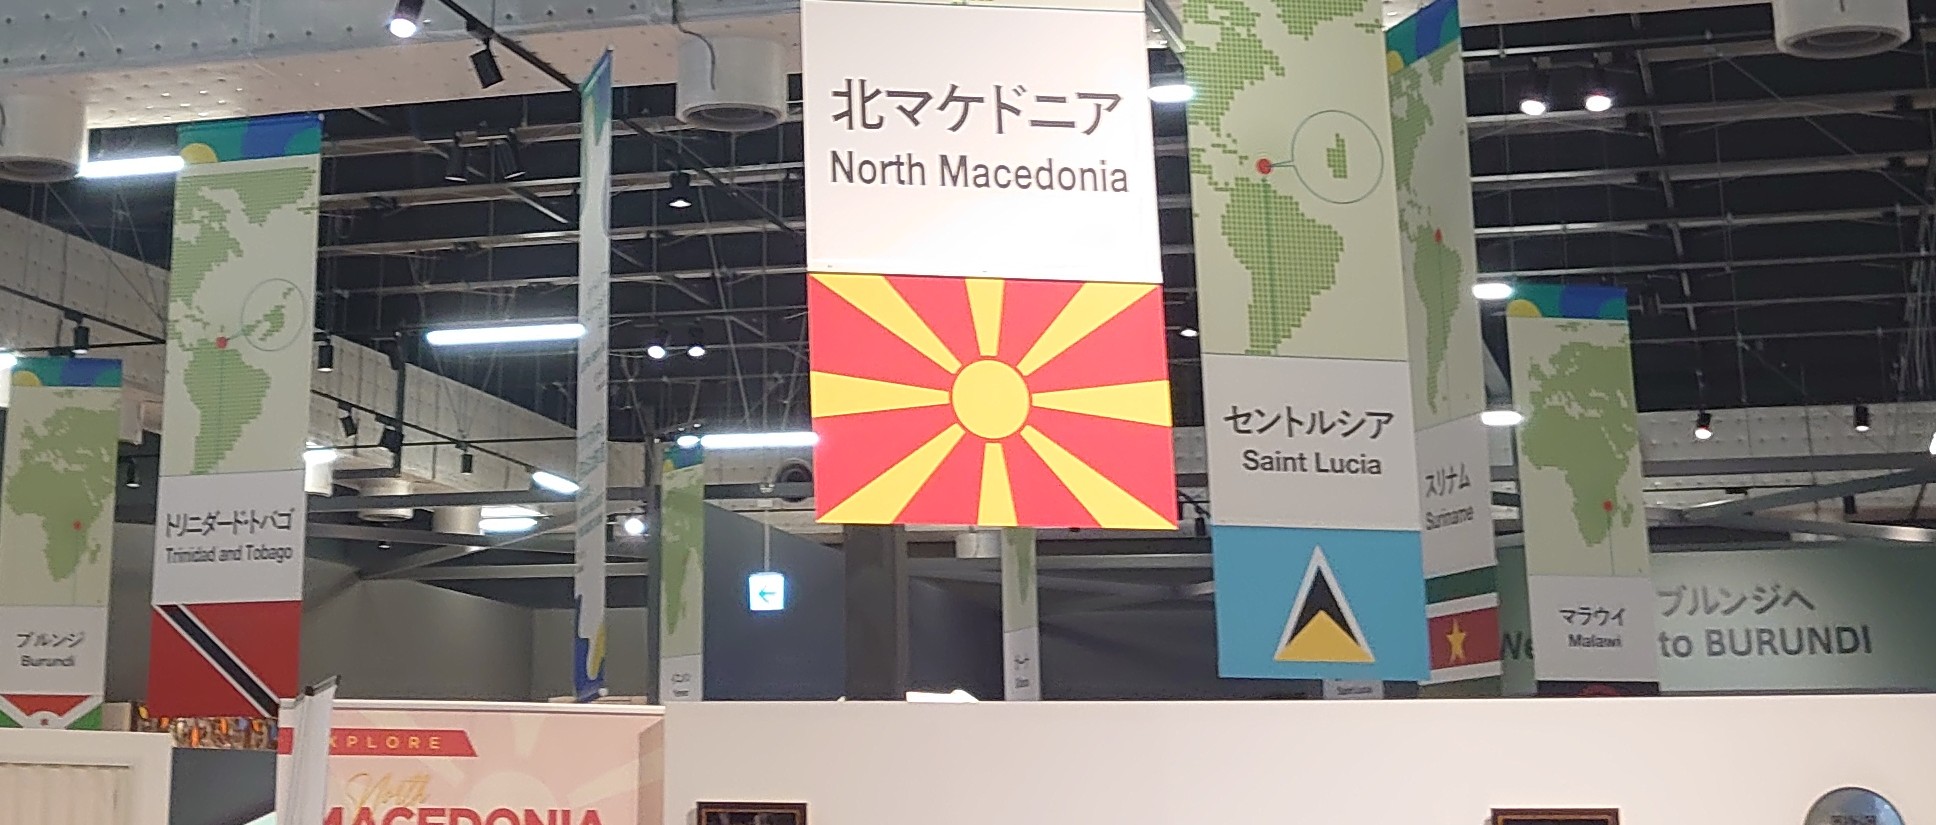 北マケドニア
North Macedonia
セントルシア
Saint Lucia
スリナム
Suriname
トリニダード・トバゴ
Trinidad and Tobago
ブルンジ
Burundi
マラウイ
Malawi
ブルンジへ
to BURUNDI
XPLORE
North
MACEDONIA
Saint Lucia